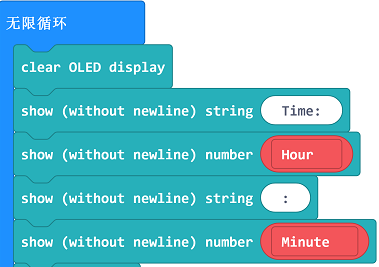 无限循环
clear OLED display
show (without newline) string Time:
show (without newline) number Hour
show (without newline) string :
show (without newline) number Minute